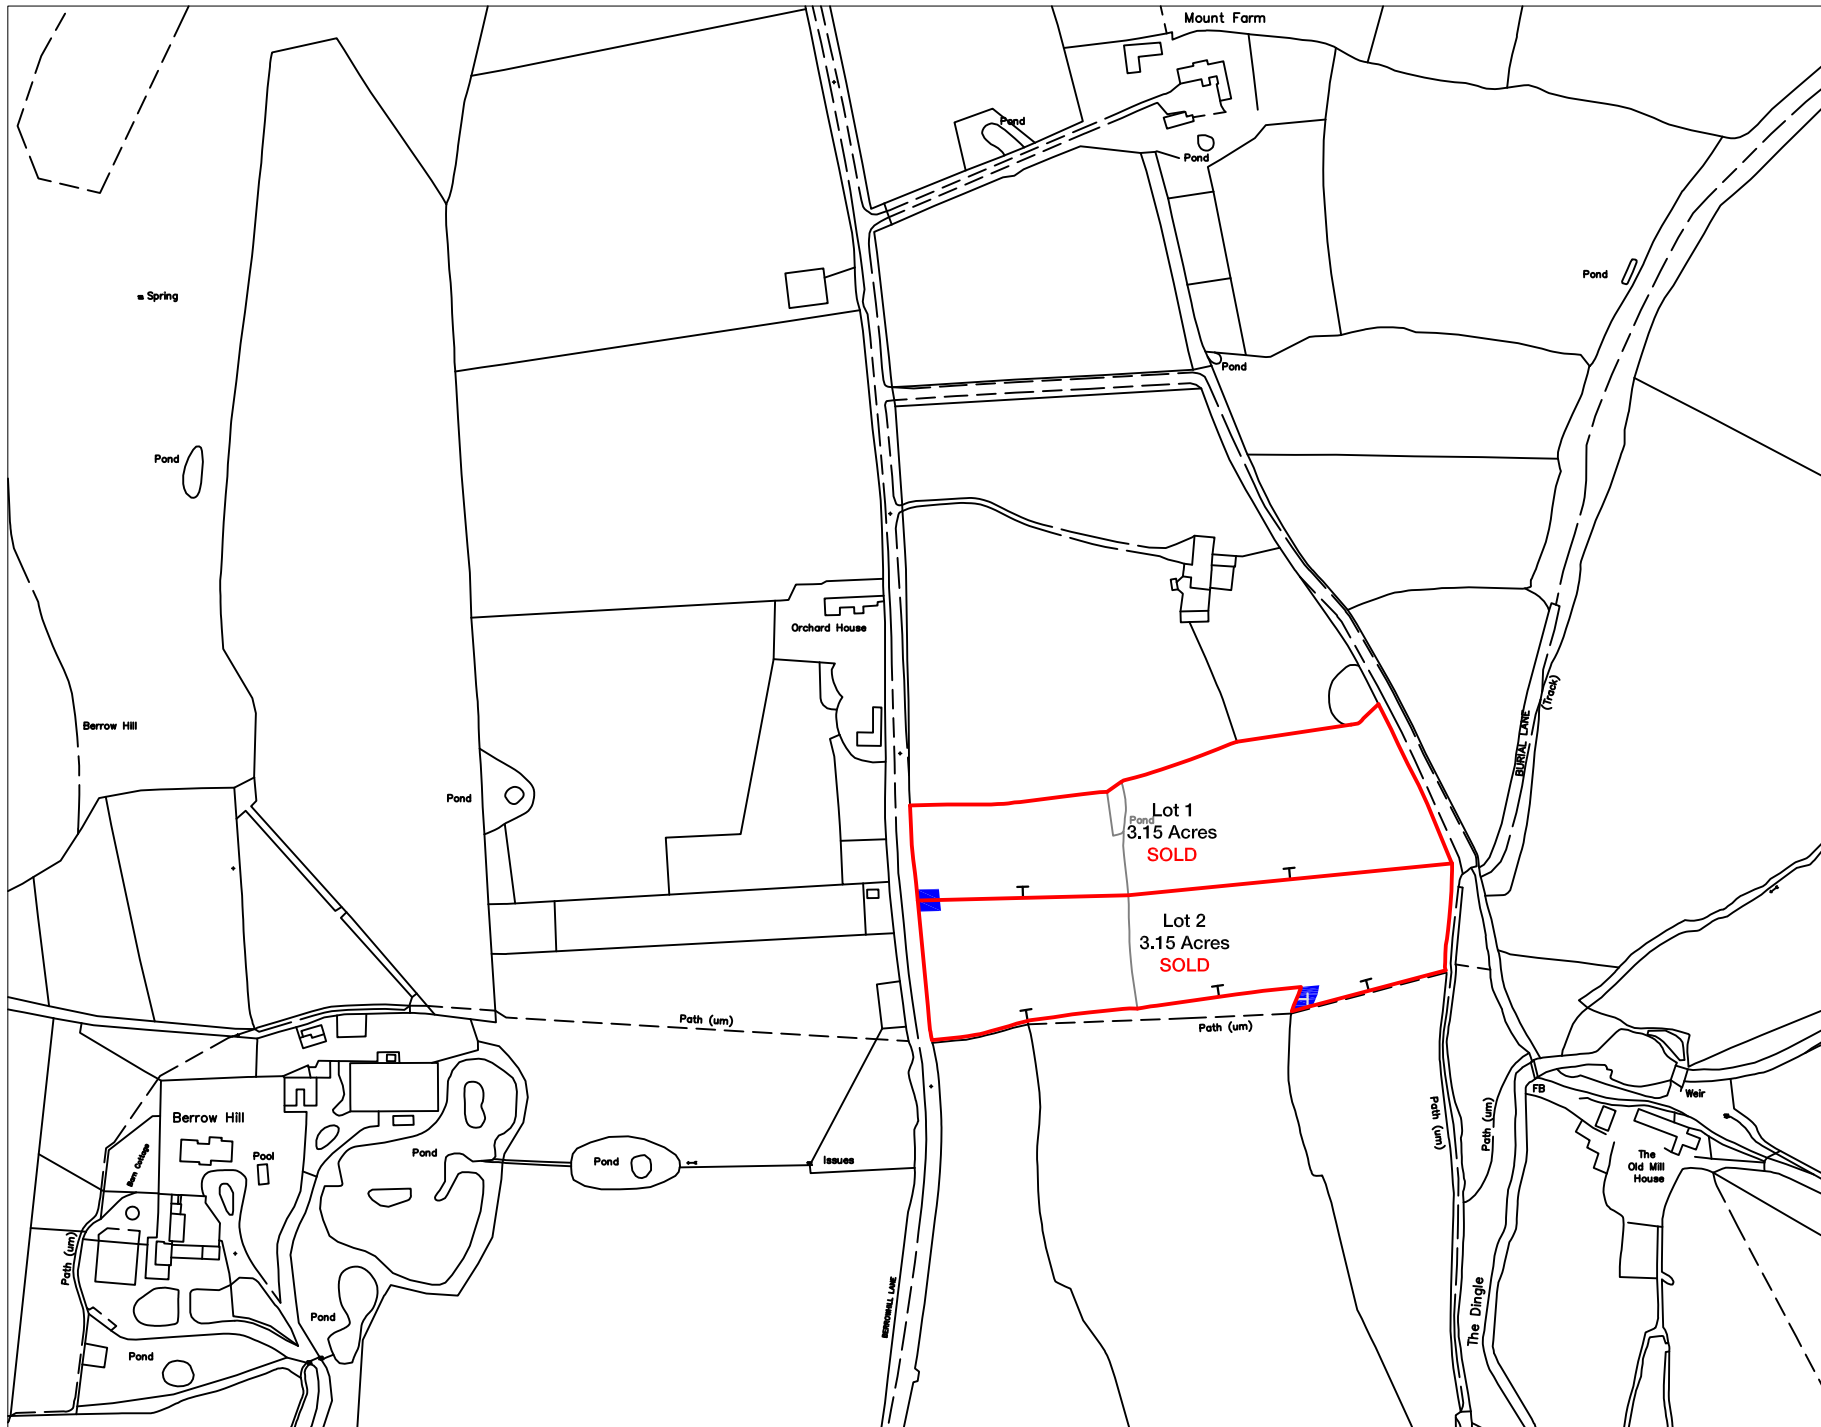 Mount Farm
Pond
Pond
Pond
Spring
Pond
Pond
Orchard House
(Track)
BURIAL LANE
Berrow Hill
Pond
Pond
Lot 1
3.15 Acres
SOLD
Lot 2
3.15 Acres
SOLD
Path (um)
Path (um)
FB
Weir
Path (um)
Path (um)
Berrow Hill
Barn Cottage
Pool
Pond
Pond
Issues
The
Old Mill
House
Path (um)
BERROWHILL LANE
The Dingle
Pond
Pond